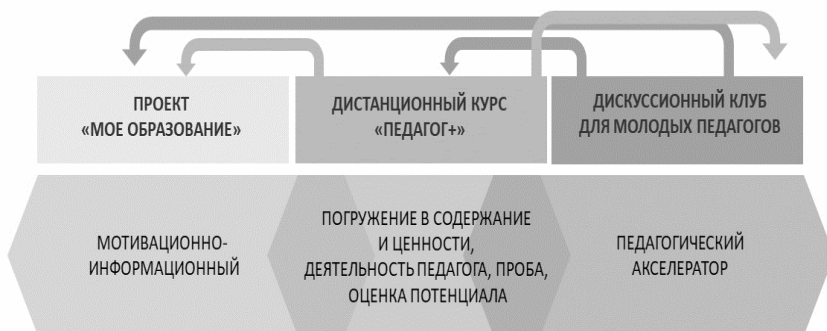 ПРОЕКТ
«МОЕ ОБРАЗОВАНИЕ»
ДИСТАНЦИОННЫЙ КУРС
«ПЕДАГОГ+»
ДИСКУССИОННЫЙ КЛУБ
ДЛЯ МОЛОДЫХ ПЕДАГОГОВ
МОТИВАЦИОННО-
ИНФОРМАЦИОННЫЙ
ПОГРУЖЕНИЕ В СОДЕРЖАНИЕ
И ЦЕННОСТИ,
ДЕЯТЕЛЬНОСТЬ ПЕДАГОГА, ПРОБА,
ОЦЕНКА ПОТЕНЦИАЛА
ПЕДАГОГИЧЕСКИЙ
АКСЕЛЕРАТОР